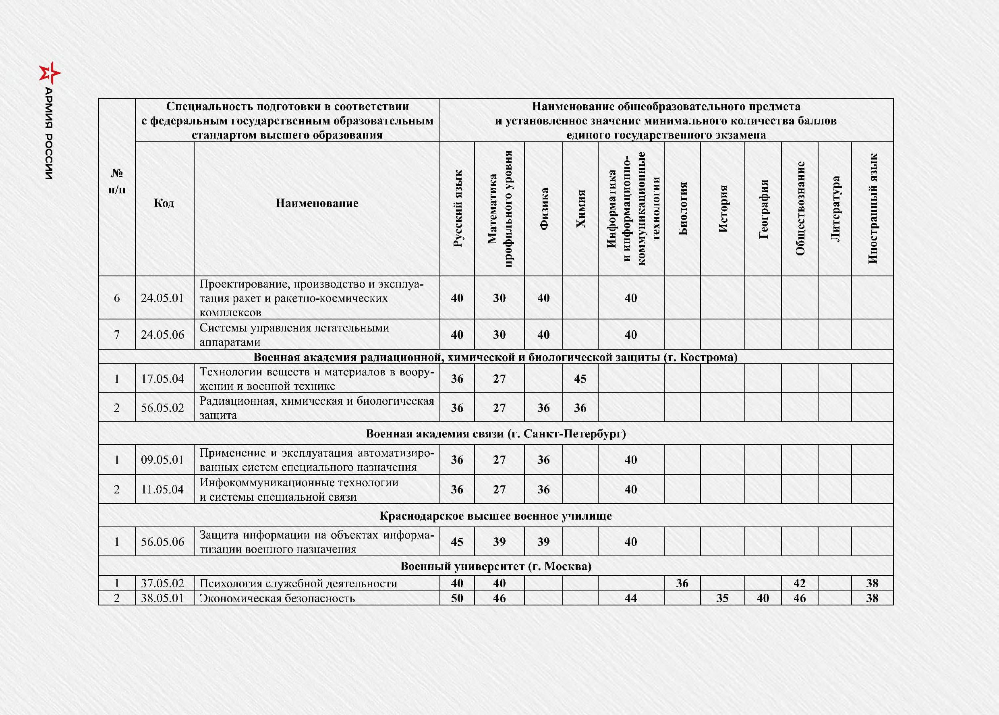 АРМИЯ РОССИИ
№
п/п
Специальность подготовки в соответствии
с федеральным государственным образовательным
стандартом высшего образования
Наименование общеобразовательного предмета
и установленное значение минимального количества баллов
единого государственного экзамена
Код
Наименование
Русский язык
Математика
профильного уровня
Физика
Химия
Информатика
и информационно-
коммуникационные
технологии
Биология
История
География
Обществознание
Литература
Иностранный язык
6 24.05.01 Проектирование, производство и эксплуа-
тация ракет и ракетно-космических
комплексов 40 30 40 40
7 24.05.06 Системы управления летательными
аппаратами 40 30 40 40
Военная академия радиационной, химической и биологической защиты (г. Кострома)
1 17.05.04 Технологии веществ и материалов в воору-
жении и военной технике 36 27 45
2 56.05.02 Радиационная, химическая и биологическая
защита 36 27 36 36
Военная академия связи (г. Санкт-Петербург)
1 09.05.01 Применение и эксплуатация автоматизиро-
ванных систем специального назначения 36 27 36 40
2 11.05.04 Инфокоммуникационные технологии
и системы специальной связи 36 27 36 40
Краснодарское высшее военное училище
1 56.05.06 Защита информации на объектах информа-
тизации военного назначения 45 39 39 40
Военный университет (г. Москва)
1 37.05.02 Психология служебной деятельности 40 40 36 42 38
2 38.05.01 Экономическая безопасность 50 46 44 35 40 46 38